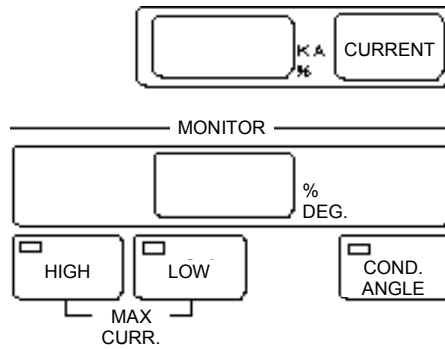 KA
%
CURRENT
MONITOR
%
DEG.
HIGH
LOW
COND.
ANGLE
MAX
CURR.